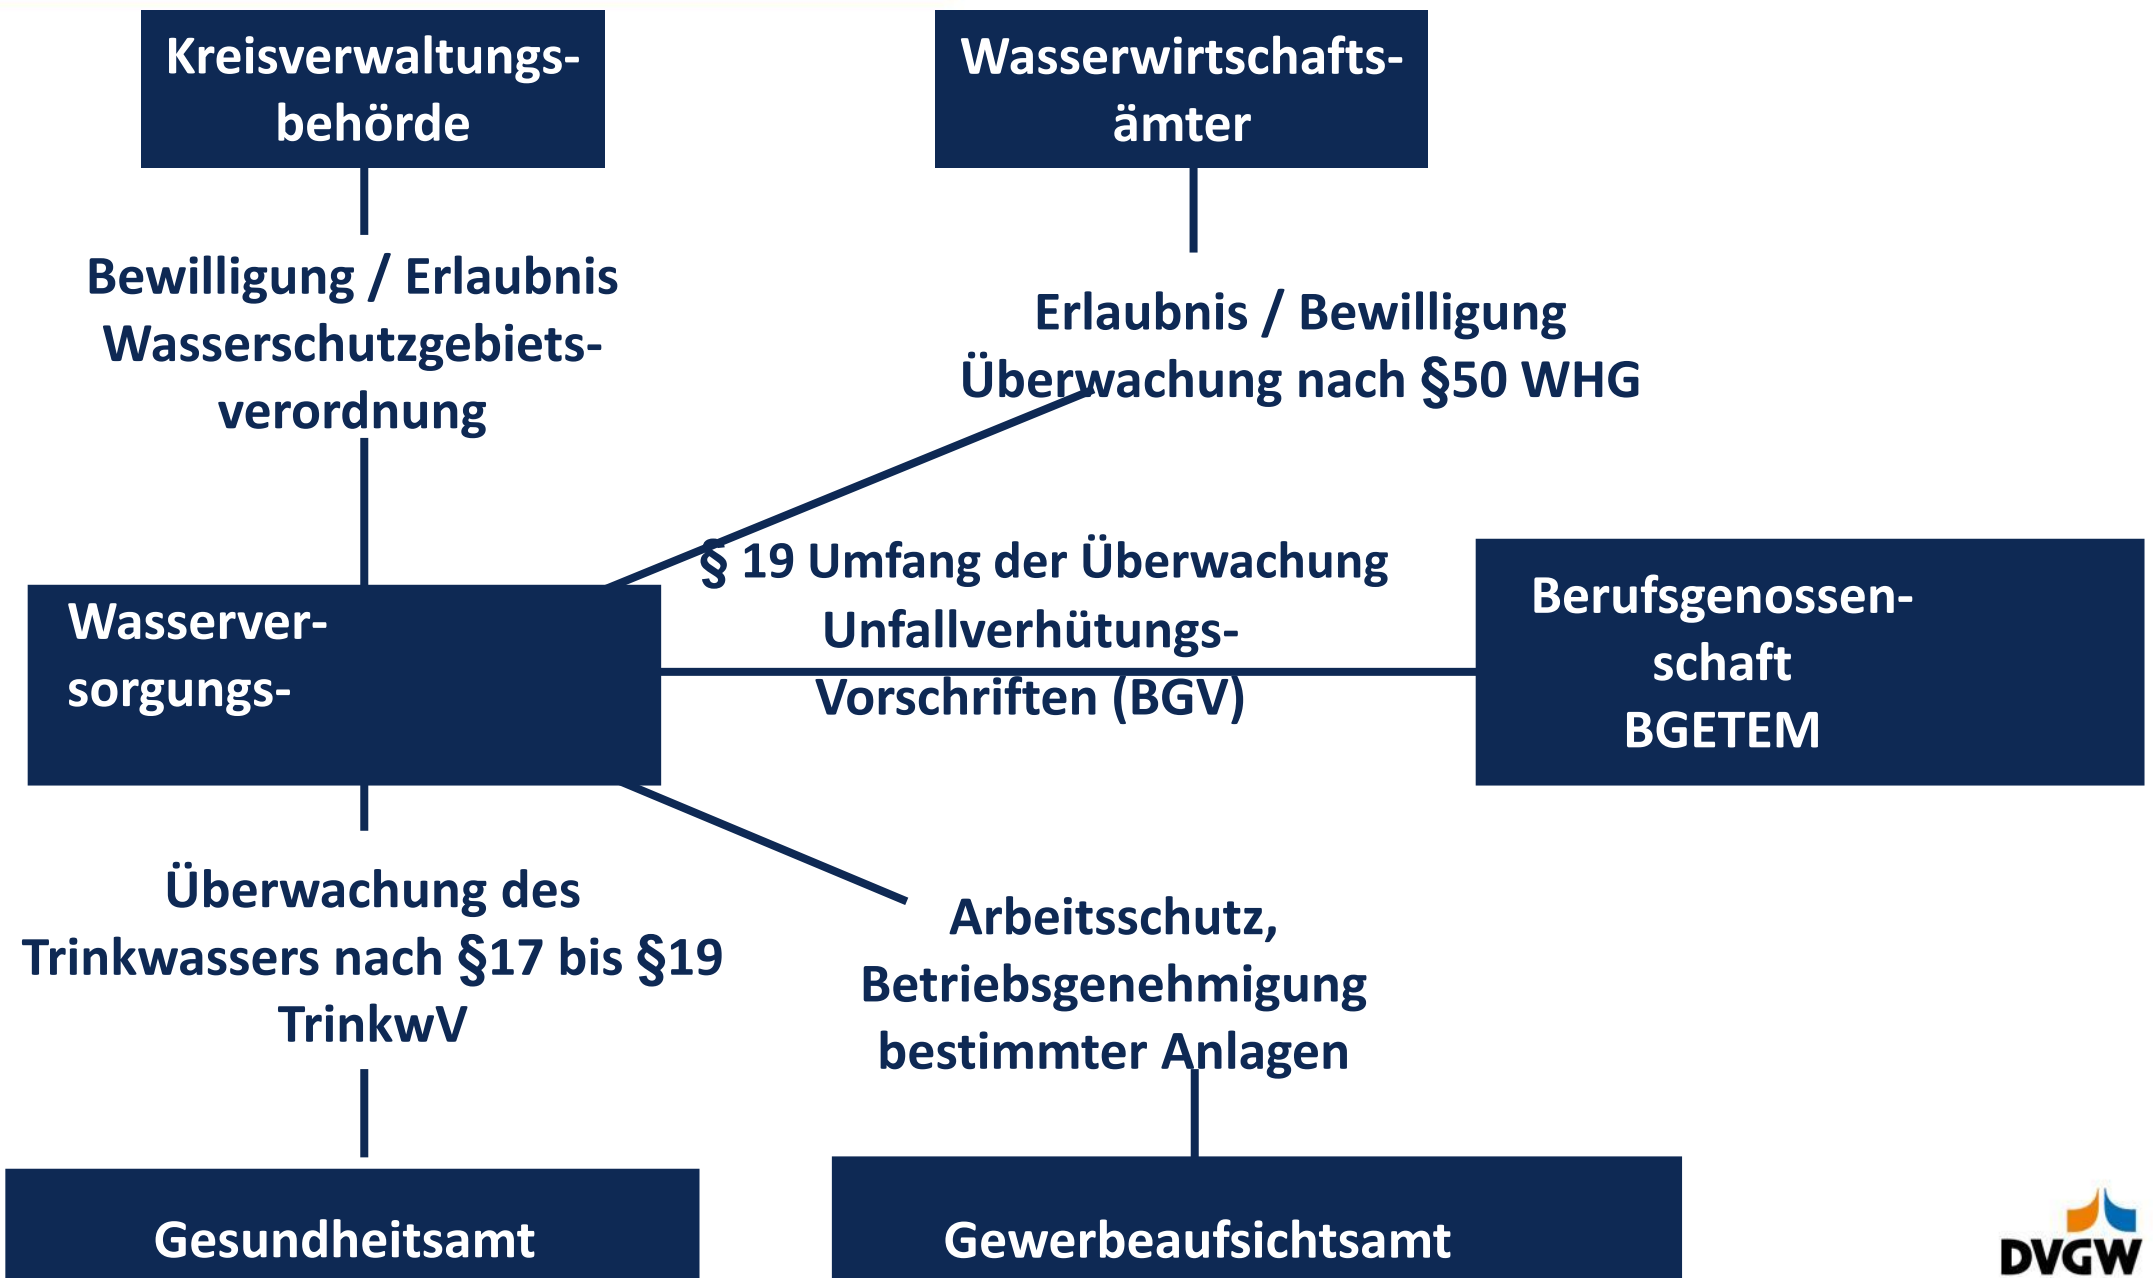 Kreisverwaltungs-
behörde
Wasserwirtschafts-
ämter
Bewilligung / Erlaubnis
Wasserschutzgebiets-
verordnung
Erlaubnis / Bewilligung
Überwachung nach §50 WHG
§ 19 Umfang der Überwachung
Unfallverhütungs-
Vorschriften (BGV)
Wasserver-
sorgungs-
Berufsgenossen-
schaft
BGETEM
Überwachung des
Trinkwassers nach §17 bis §19
TrinkwV
Arbeitsschutz,
Betriebsgenehmigung
bestimmter Anlagen
Gesundheitsamt
Gewerbeaufsichtsamt
DVGW